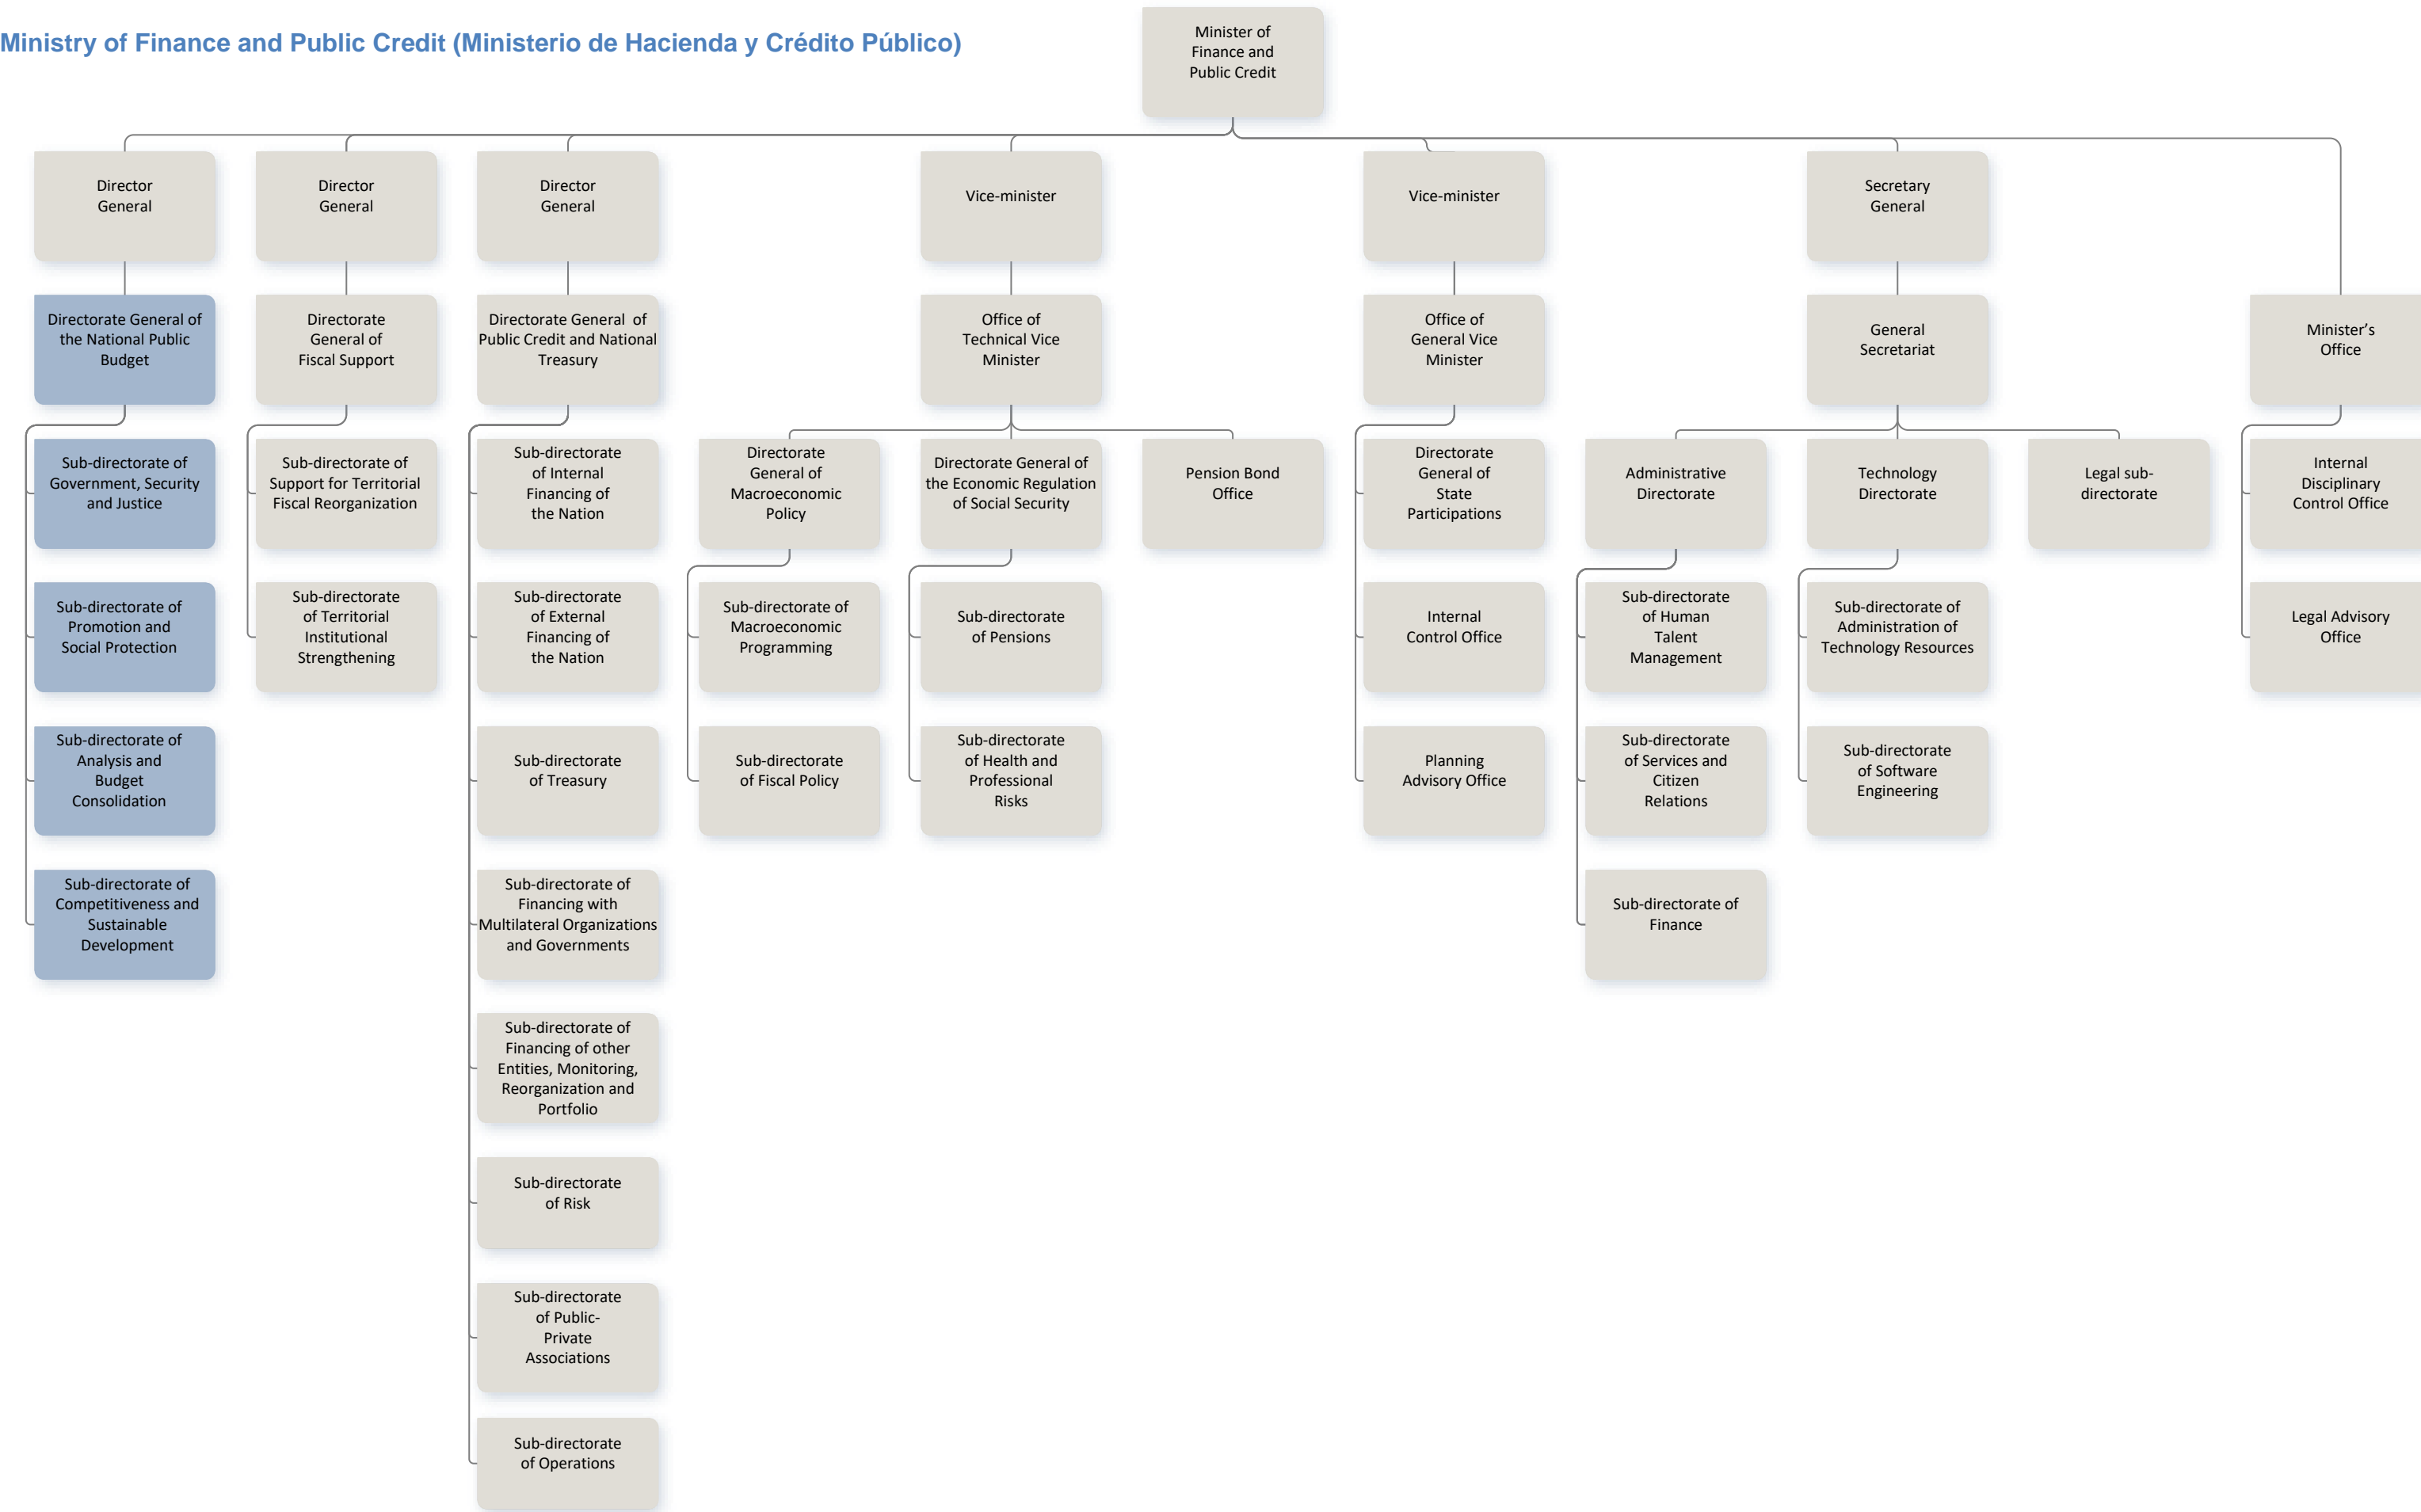 Ministry of Finance and Public Credit (Ministerio de Hacienda y Crédito Público)
Minister of
Finance and
Public Credit
Director
General
Director
General
Director
General
Vice-minister
Vice-minister
Secretary
General
Directorate General of
the National Public
Budget
Directorate
General of
Fiscal Support
Directorate General of
Public Credit and National
Treasury
Office of
Technical Vice
Minister
Office of
General Vice
Minister
General
Secretariat
Minister’s
Office
Sub-directorate of
Government, Security
and Justice
Sub-directorate of
Support for Territorial
Fiscal Reorganization
Sub-directorate
of Internal
Financing of
the Nation
Directorate
General of
Macroeconomic
Policy
Directorate General of
the Economic Regulation
of Social Security
Pension Bond
Office
Directorate
General of
State
Participations
Administrative
Directorate
Technology
Directorate
Legal sub-
directorate
Internal
Disciplinary
Control Office
Sub-directorate of
Promotion and
Social Protection
Sub-directorate
of Territorial
Institutional
Strengthening
Sub-directorate
of External
Financing of
the Nation
Sub-directorate of
Macroeconomic
Programming
Sub-directorate
of Pensions
Internal
Control Office
Sub-directorate
of Human
Talent
Management
Sub-directorate of
Administration of
Technology Resources
Legal Advisory
Office
Sub-directorate of
Analysis and
Budget
Consolidation
Sub-directorate
of Treasury
Sub-directorate
of Fiscal Policy
Sub-directorate
of Health and
Professional
Risks
Planning
Advisory Office
Sub-directorate
of Services and
Citizen
Relations
Sub-directorate
of Software
Engineering
Sub-directorate of
Competitiveness and
Sustainable
Development
Sub-directorate of
Financing with
Multilateral Organizations
and Governments
Sub-directorate of
Finance
Sub-directorate of
Financing of other
Entities, Monitoring,
Reorganization and
Portfolio
Sub-directorate
of Risk
Sub-directorate
of Public-
Private
Associations
Sub-directorate
of Operations